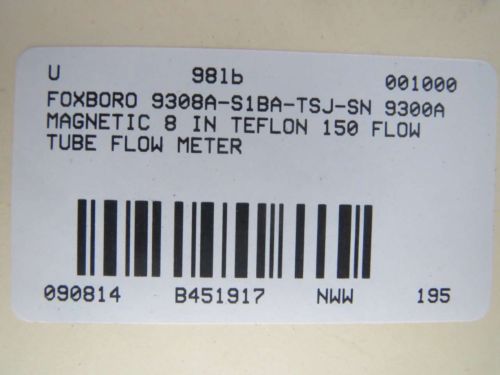 U 98lb 001000
FOXBORO 9308A-S1BA-TSJ-SN 9300A
MAGNETIC 8 IN TEFLON 150 FLOW
TUBE FLOW METER
090814 B451917 NWW 195